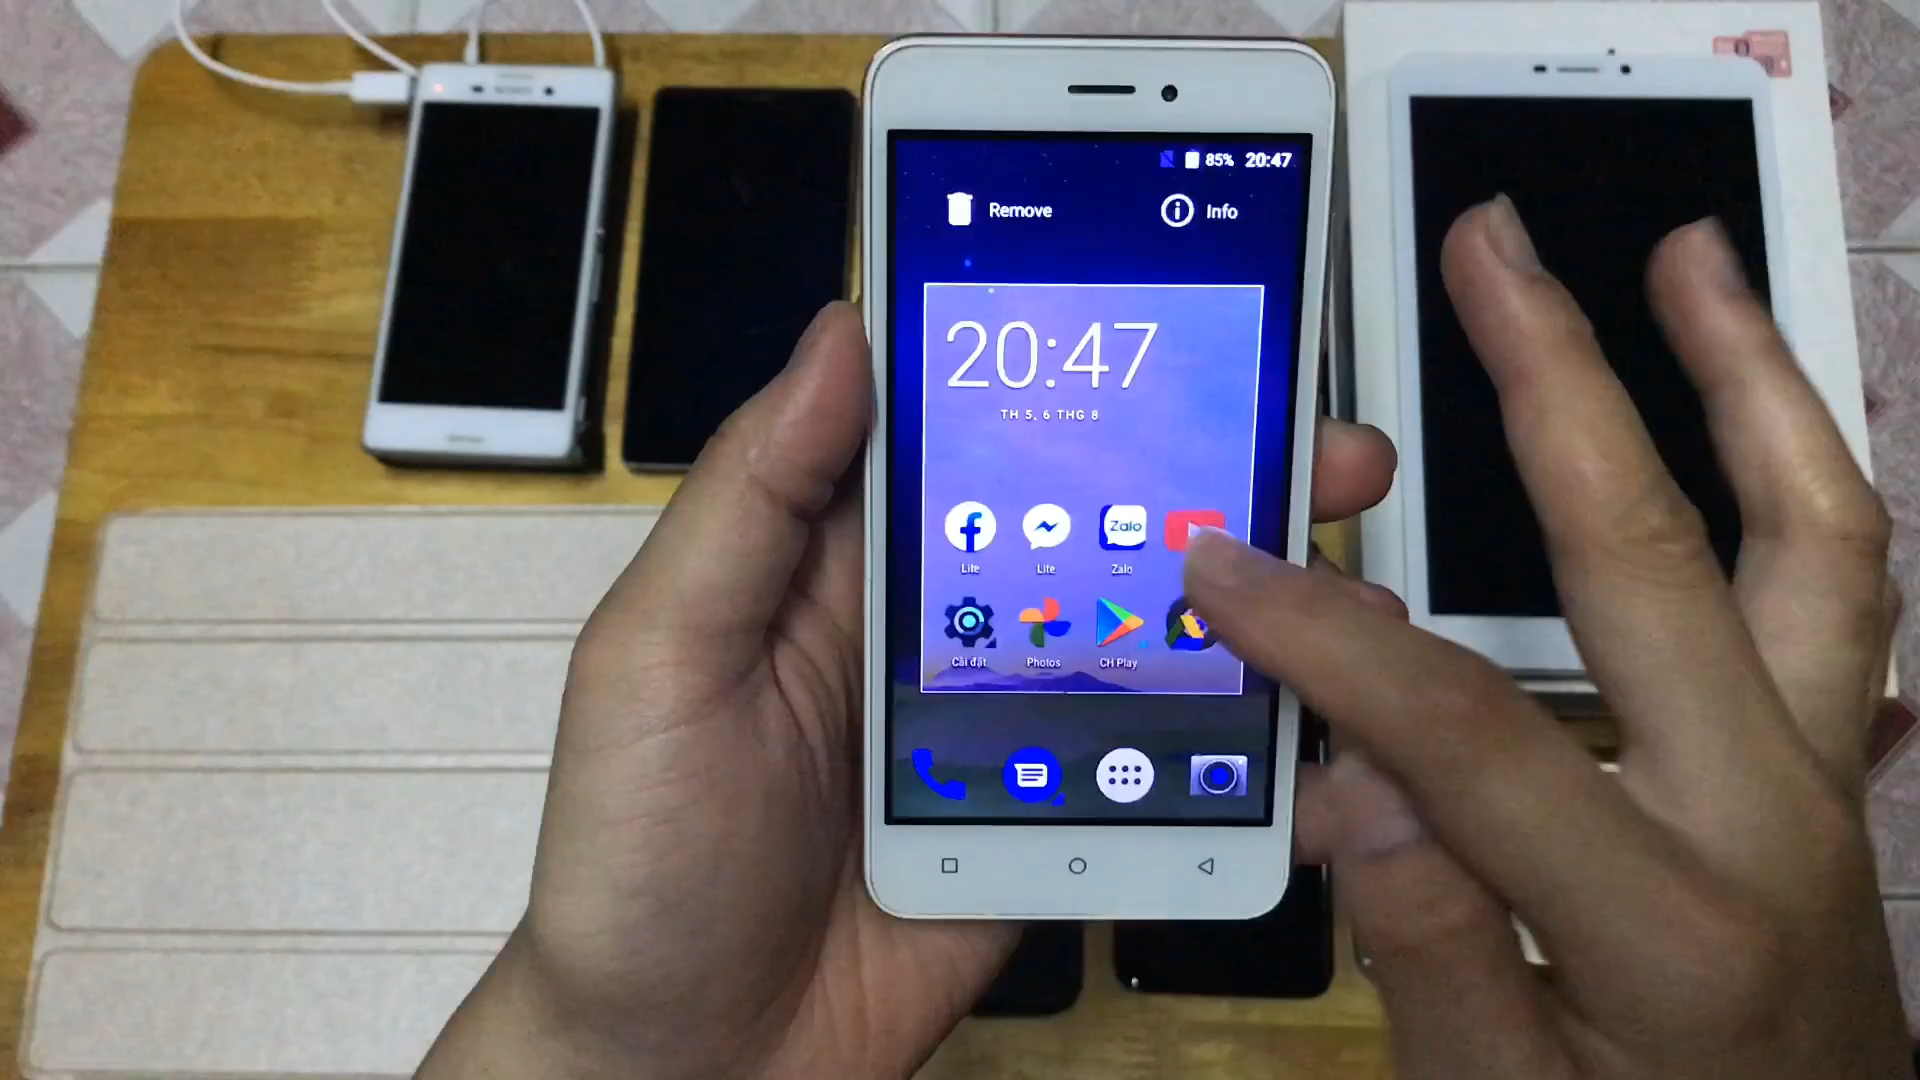 SONY
85% 20:47
Remove Info
20:47
TH 5, 6 THG 8
Zalo
Lite Lite Zalo
Cài đặt Photos CH Play